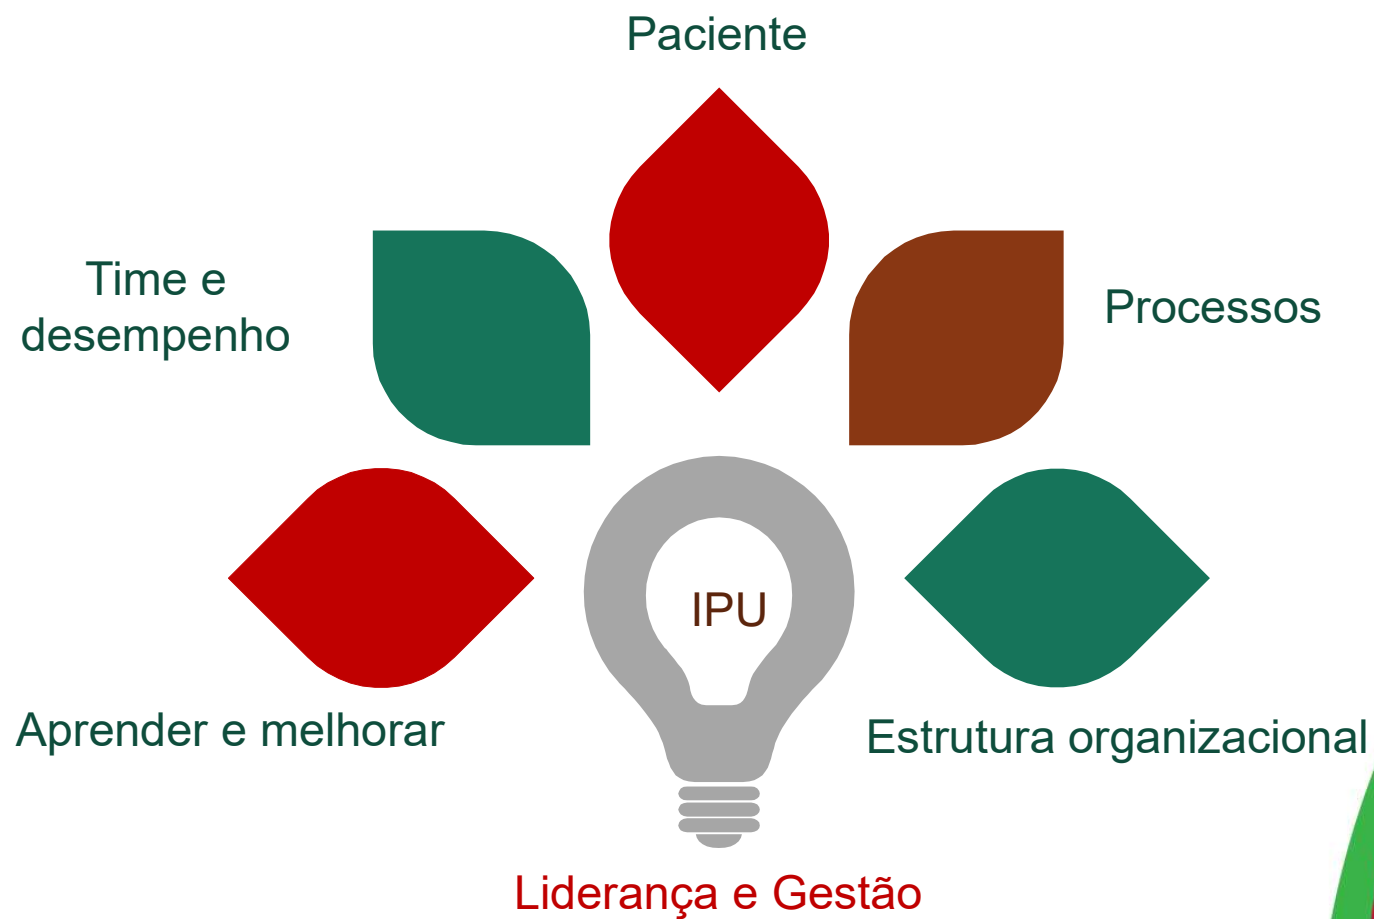 Paciente
Time e
desempenho
Processos
IPU
Aprender e melhorar
Estrutura organizacional
Liderança e Gestão